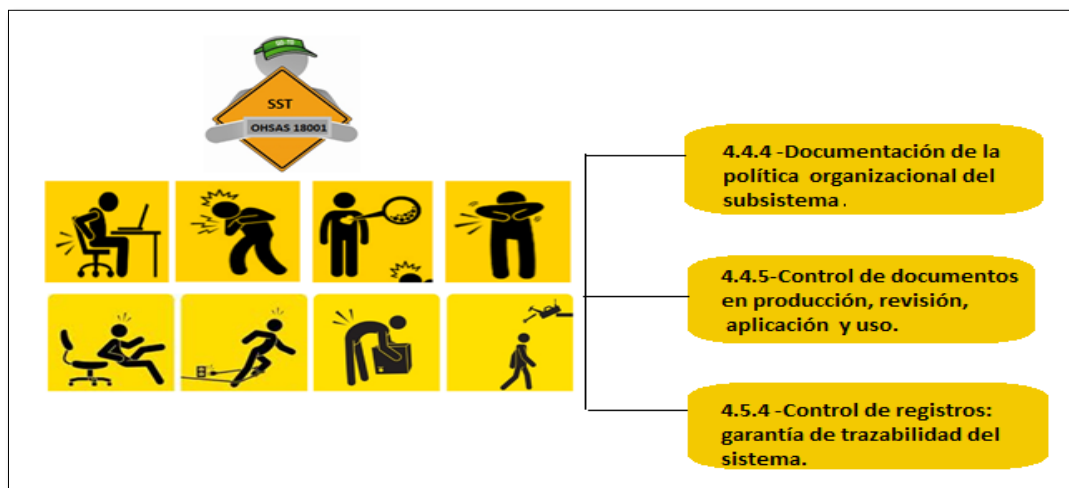 SST
OHSAS 18001
4.4.4 -Documentación de la
política organizacional del
subsistema .
4.4.5-Control de documentos
en producción, revisión,
aplicación y uso.
4.5.4 -Control de registros:
garantía de trazabilidad del
sistema.